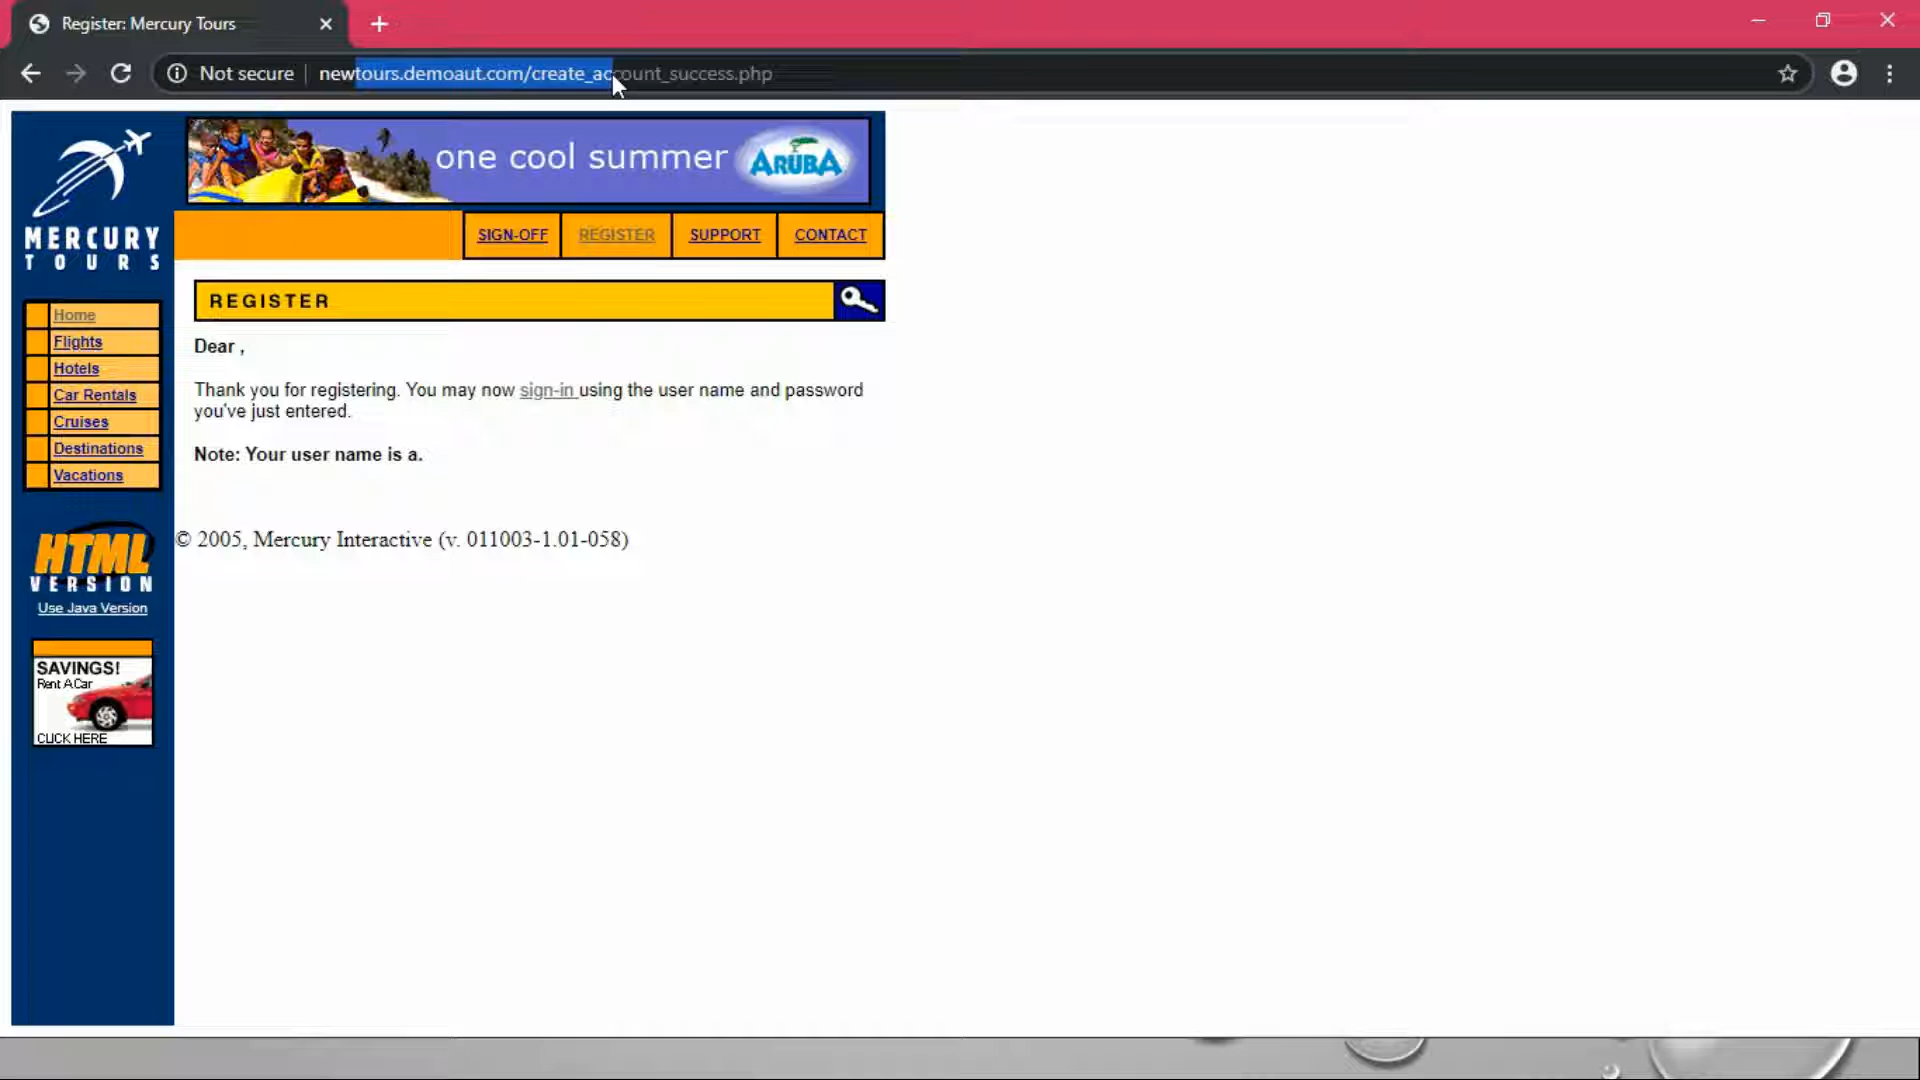 Register: Mercury Tours
Not secure
newtours.demoaut.com/create_account_success.php
one cool summer
ARUBA
MERCURY
TOURS
SIGN-OFF
REGISTER
SUPPORT
CONTACT
REGISTER
Home
Flights
Hotels
Car Rentals
Cruises
Destinations
Vacations
Dear ,
Thank you for registering. You may now sign-in using the user name and password
you've just entered.
Note: Your user name is a.
© 2005, Mercury Interactive (v. 011003-1.01-058)
HTML
VERSION
Use Java Version
SAVINGS!
Rent A Car
CLICK HERE